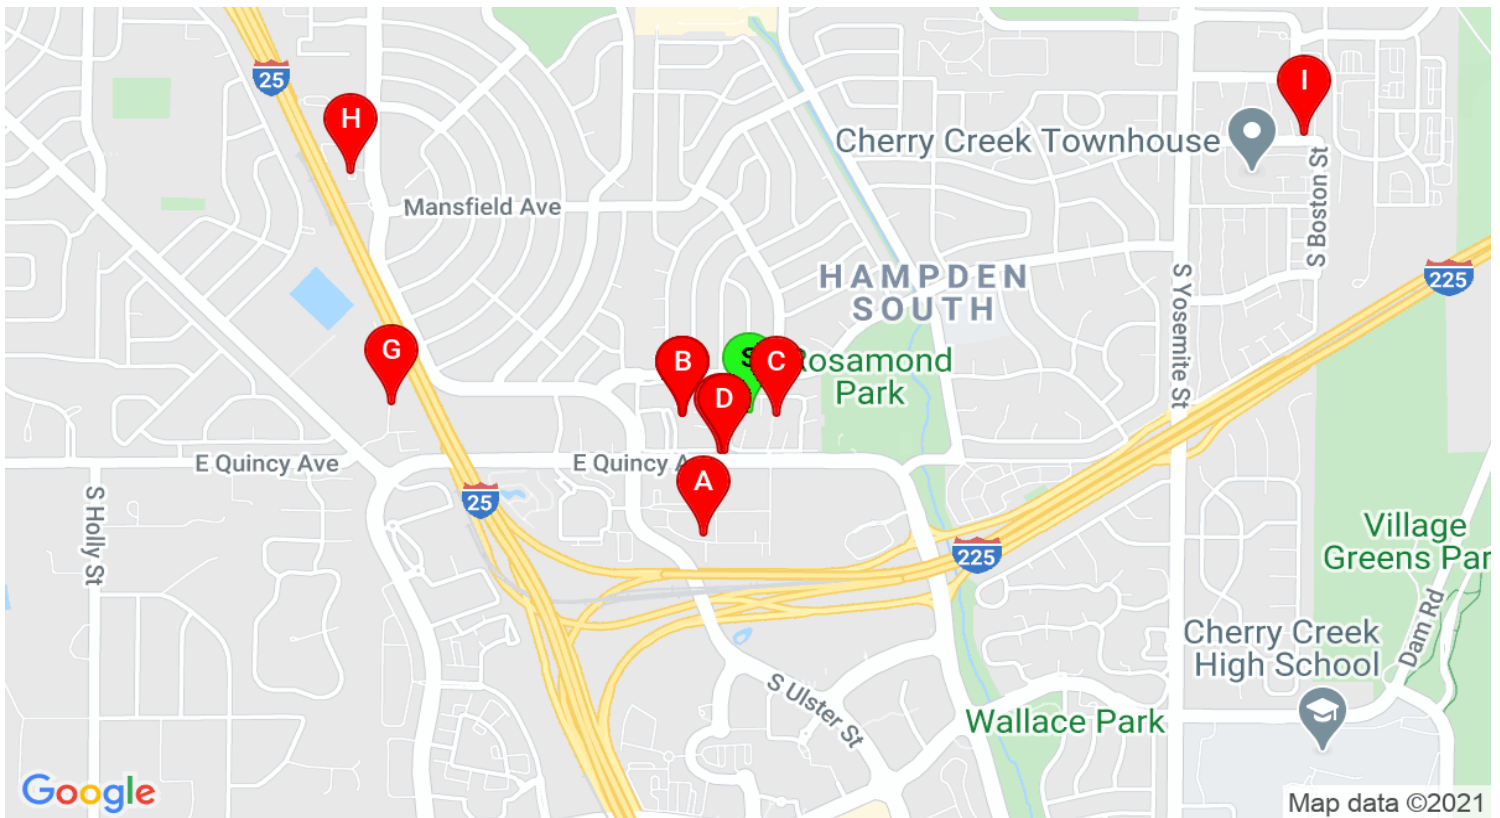 25
H
I
Cherry Creek Townhouse
Mansfield Ave
S Boston St
HAMPDEN
SOUTH
S Yosemite St
225
G
B
S
C
Rosamond
Park
D
E Quincy Ave
E Quincy A
A
S Holly St
25
225
Village
Greens Par
Dam Rd
Cherry Creek
High School
S Ulster St
Wallace Park
Google
Map data ©2021